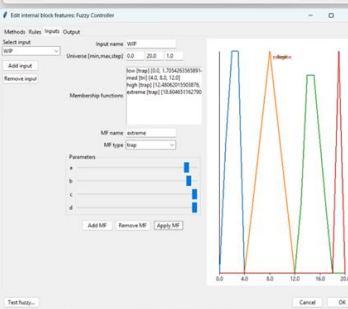 Edit internal block features: Fuzzy Controller
Methods Rules Inputs Output
Select input
WIP
Add input
Remove input
Input name WIP
Universe [min,max,step] 0.0 20.0 1.0
Membership functions
low [trap] [0.0, 1.7054263565891
med [tri] [4.0, 8.0, 12.0]
high [trap] [12.48062015503876,
extreme [trap] [18.604651162790
MF name extreme
MF type trap
Parameters
a
b
c
d
Add MF Remove MF Apply MF
0.0 4.0 8.0 12.0 16.0 20.0
Test fuzzy... Cancel OK